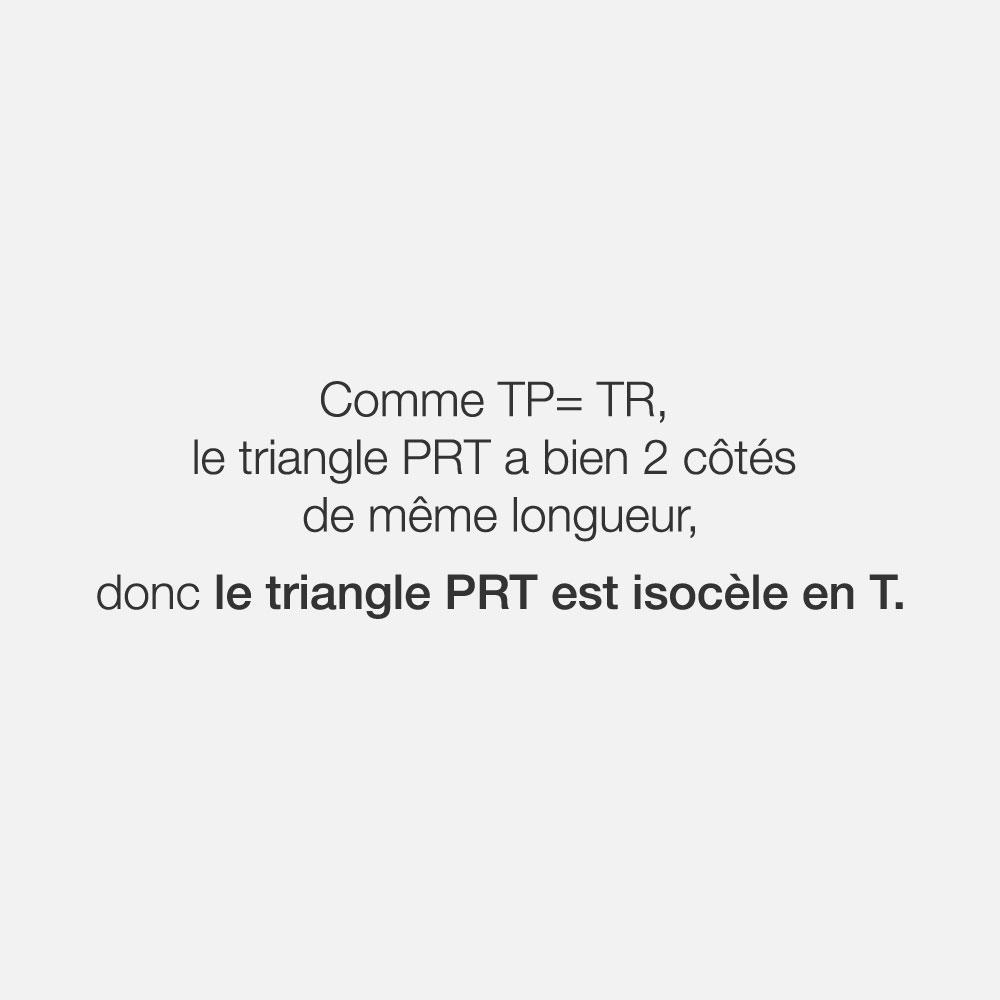 Comme TP= TR,
le triangle PRT a bien 2 côtés
de même longueur,
donc le triangle PRT est isocèle en T.